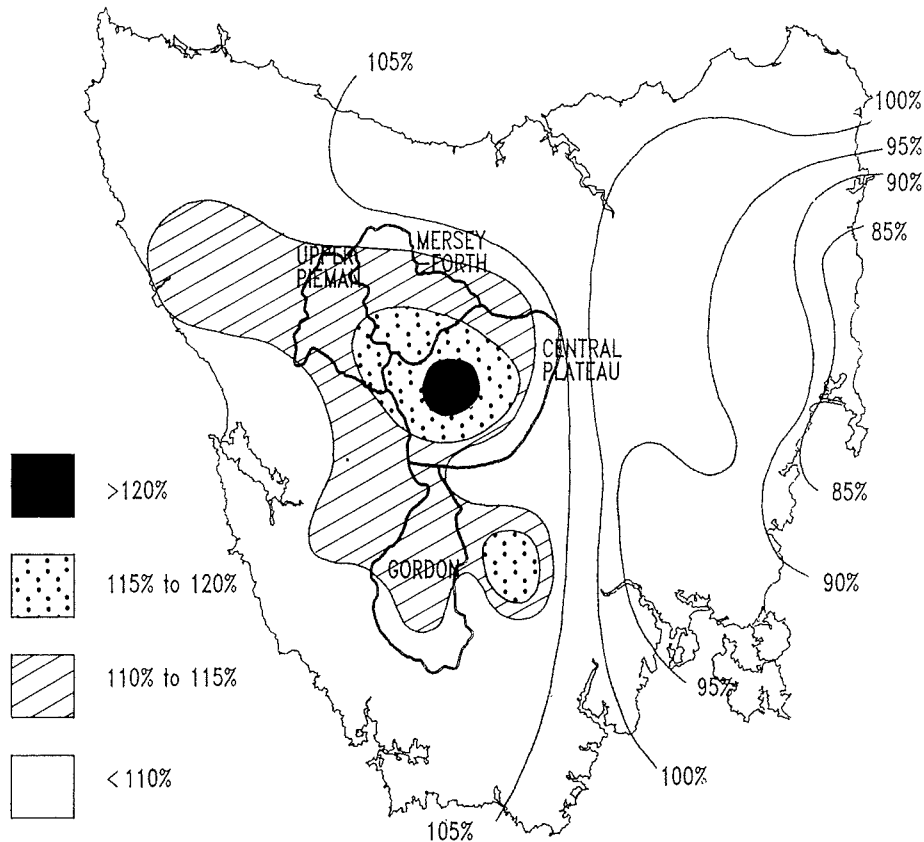 105%
100%
95%
90%
85%
MERSEY
-FORTH
UPPER
PIEMAN
CENTRAL
PLATEAU
>120%
85%
115% to 120%
GORDON
90%
110% to 115%
95%
<110%
100%
105%